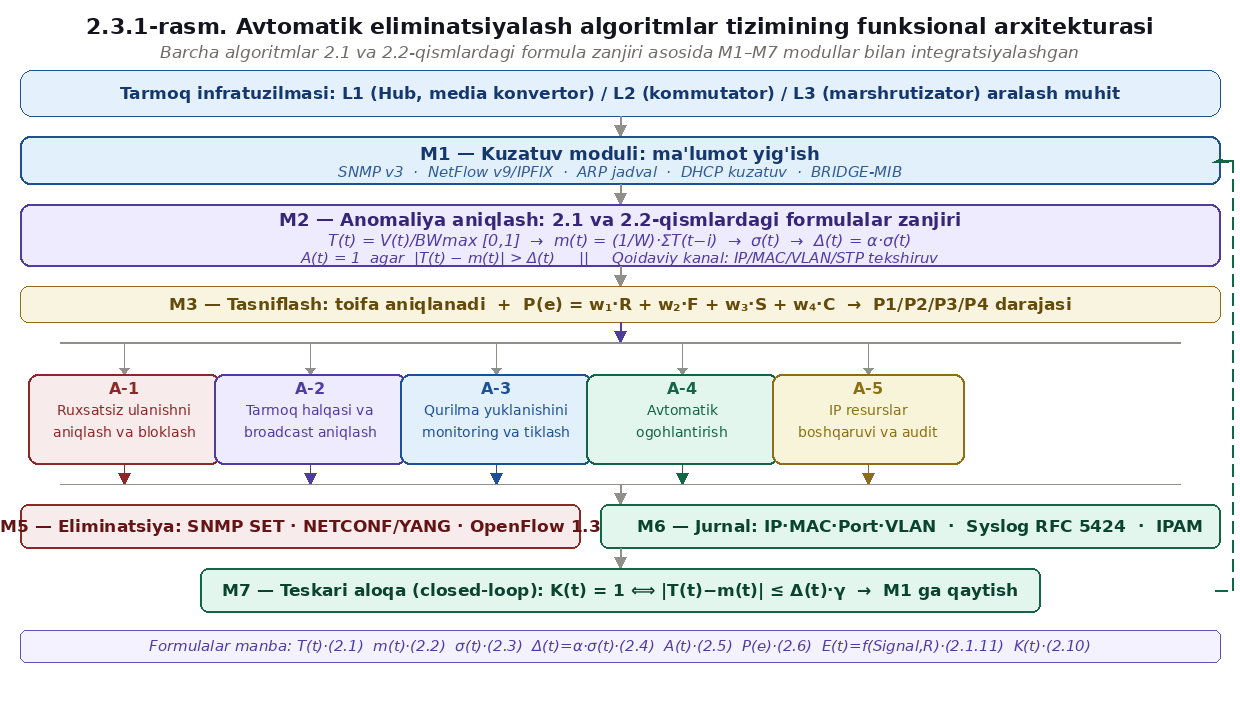 2.3.1-rasm. Avtomatik eliminatsiyalash algoritmlar tizimining funksional arxitekturasi
Barcha algoritmlar 2.1 va 2.2-qismlardagi formula zanjiri asosida M1–M7 modullar bilan integratsiyalashgan
Tarmoq infratuzilmasi: L1 (Hub, media konvertor) / L2 (kommutator) / L3 (marshrutizator) aralash muhit
M1 — Kuzatuv moduli: ma'lumot yig'ish
SNMP v3 · NetFlow v9/IPFIX · ARP jadval · DHCP kuzatuv · BRIDGE-MIB
M2 — Anomaliya aniqlash: 2.1 va 2.2-qismlardagi formulalar zanjiri
T(t) = V(t)/BWmax [0,1] → m(t) = (1/W)·ΣT(t−i) → σ(t) → Δ(t) = α·σ(t)
A(t) = 1 agar |T(t) − m(t)| > Δ(t) || Qoidaviy kanal: IP/MAC/VLAN/STP tekshiruv
M3 — Tasniflash: toifa aniqlanadi + P(e) = w₁·R + w₂·F + w₃·S + w₄·C → P1/P2/P3/P4 darajasi
A-1
Ruxsatsiz ulanishni
aniqlash va bloklash
A-2
Tarmoq halqasi va
broadcast aniqlash
A-3
Qurilma yuklanishini
monitoring va tiklash
A-4
Avtomatik
ogohlantirish
A-5
IP resurslar
boshqaruvi va audit
M5 — Eliminatsiya: SNMP SET · NETCONF/YANG · OpenFlow 1.3
M6 — Jurnal: IP·MAC·Port·VLAN · Syslog RFC 5424 · IPAM
M7 — Teskari aloqa (closed-loop): K(t) = 1 ⟺ |T(t)−m(t)| ≤ Δ(t)·γ → M1 ga qaytish
Formulalar manba: T(t)·(2.1) m(t)·(2.2) σ(t)·(2.3) Δ(t)=α·σ(t)·(2.4) A(t)·(2.5) P(e)·(2.6) E(t)=f(Signal,R)·(2.1.11) K(t)·(2.10)